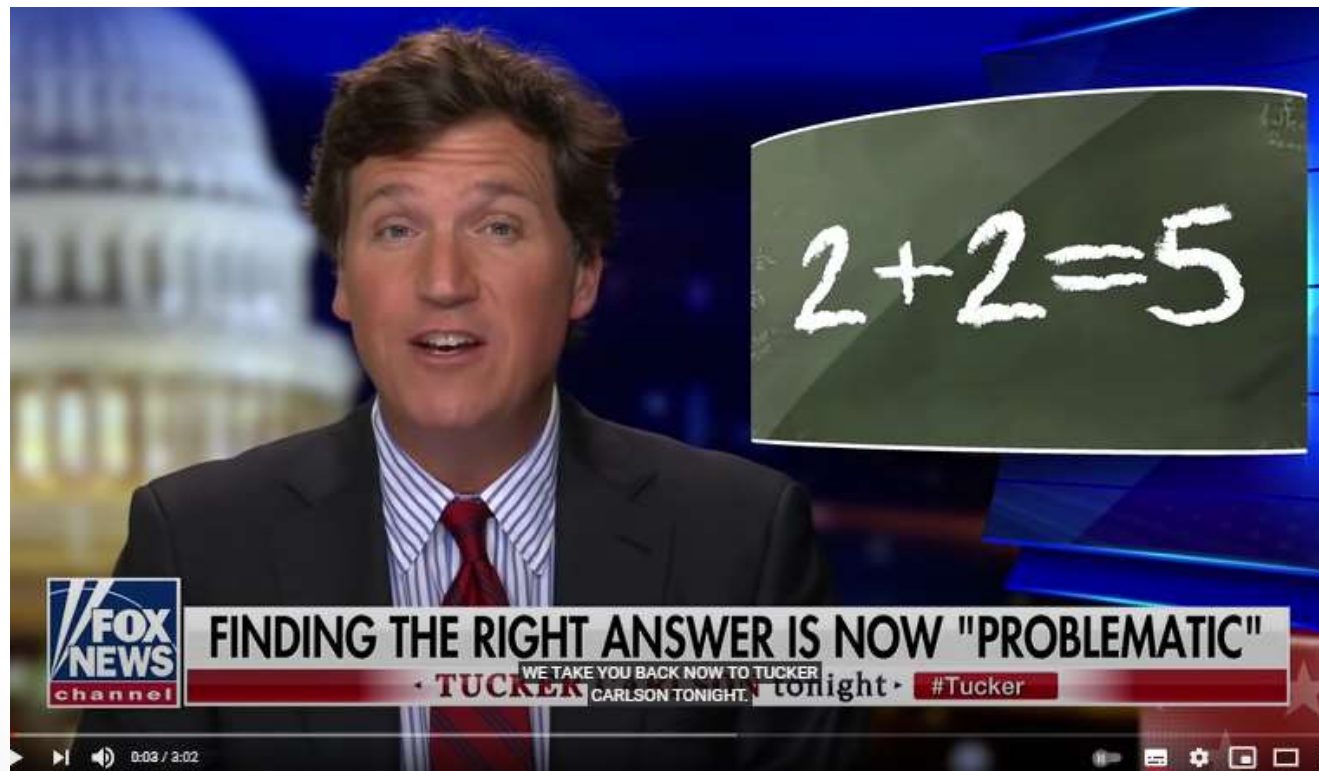 2+2=5
FOX
NEWS
channel
FINDING THE RIGHT ANSWER IS NOW "PROBLEMATIC"
WE TAKE YOU BACK NOW TO TUCKER
CARLSON TONIGHT.
TUCKER tonight #Tucker
0:03 / 3:02